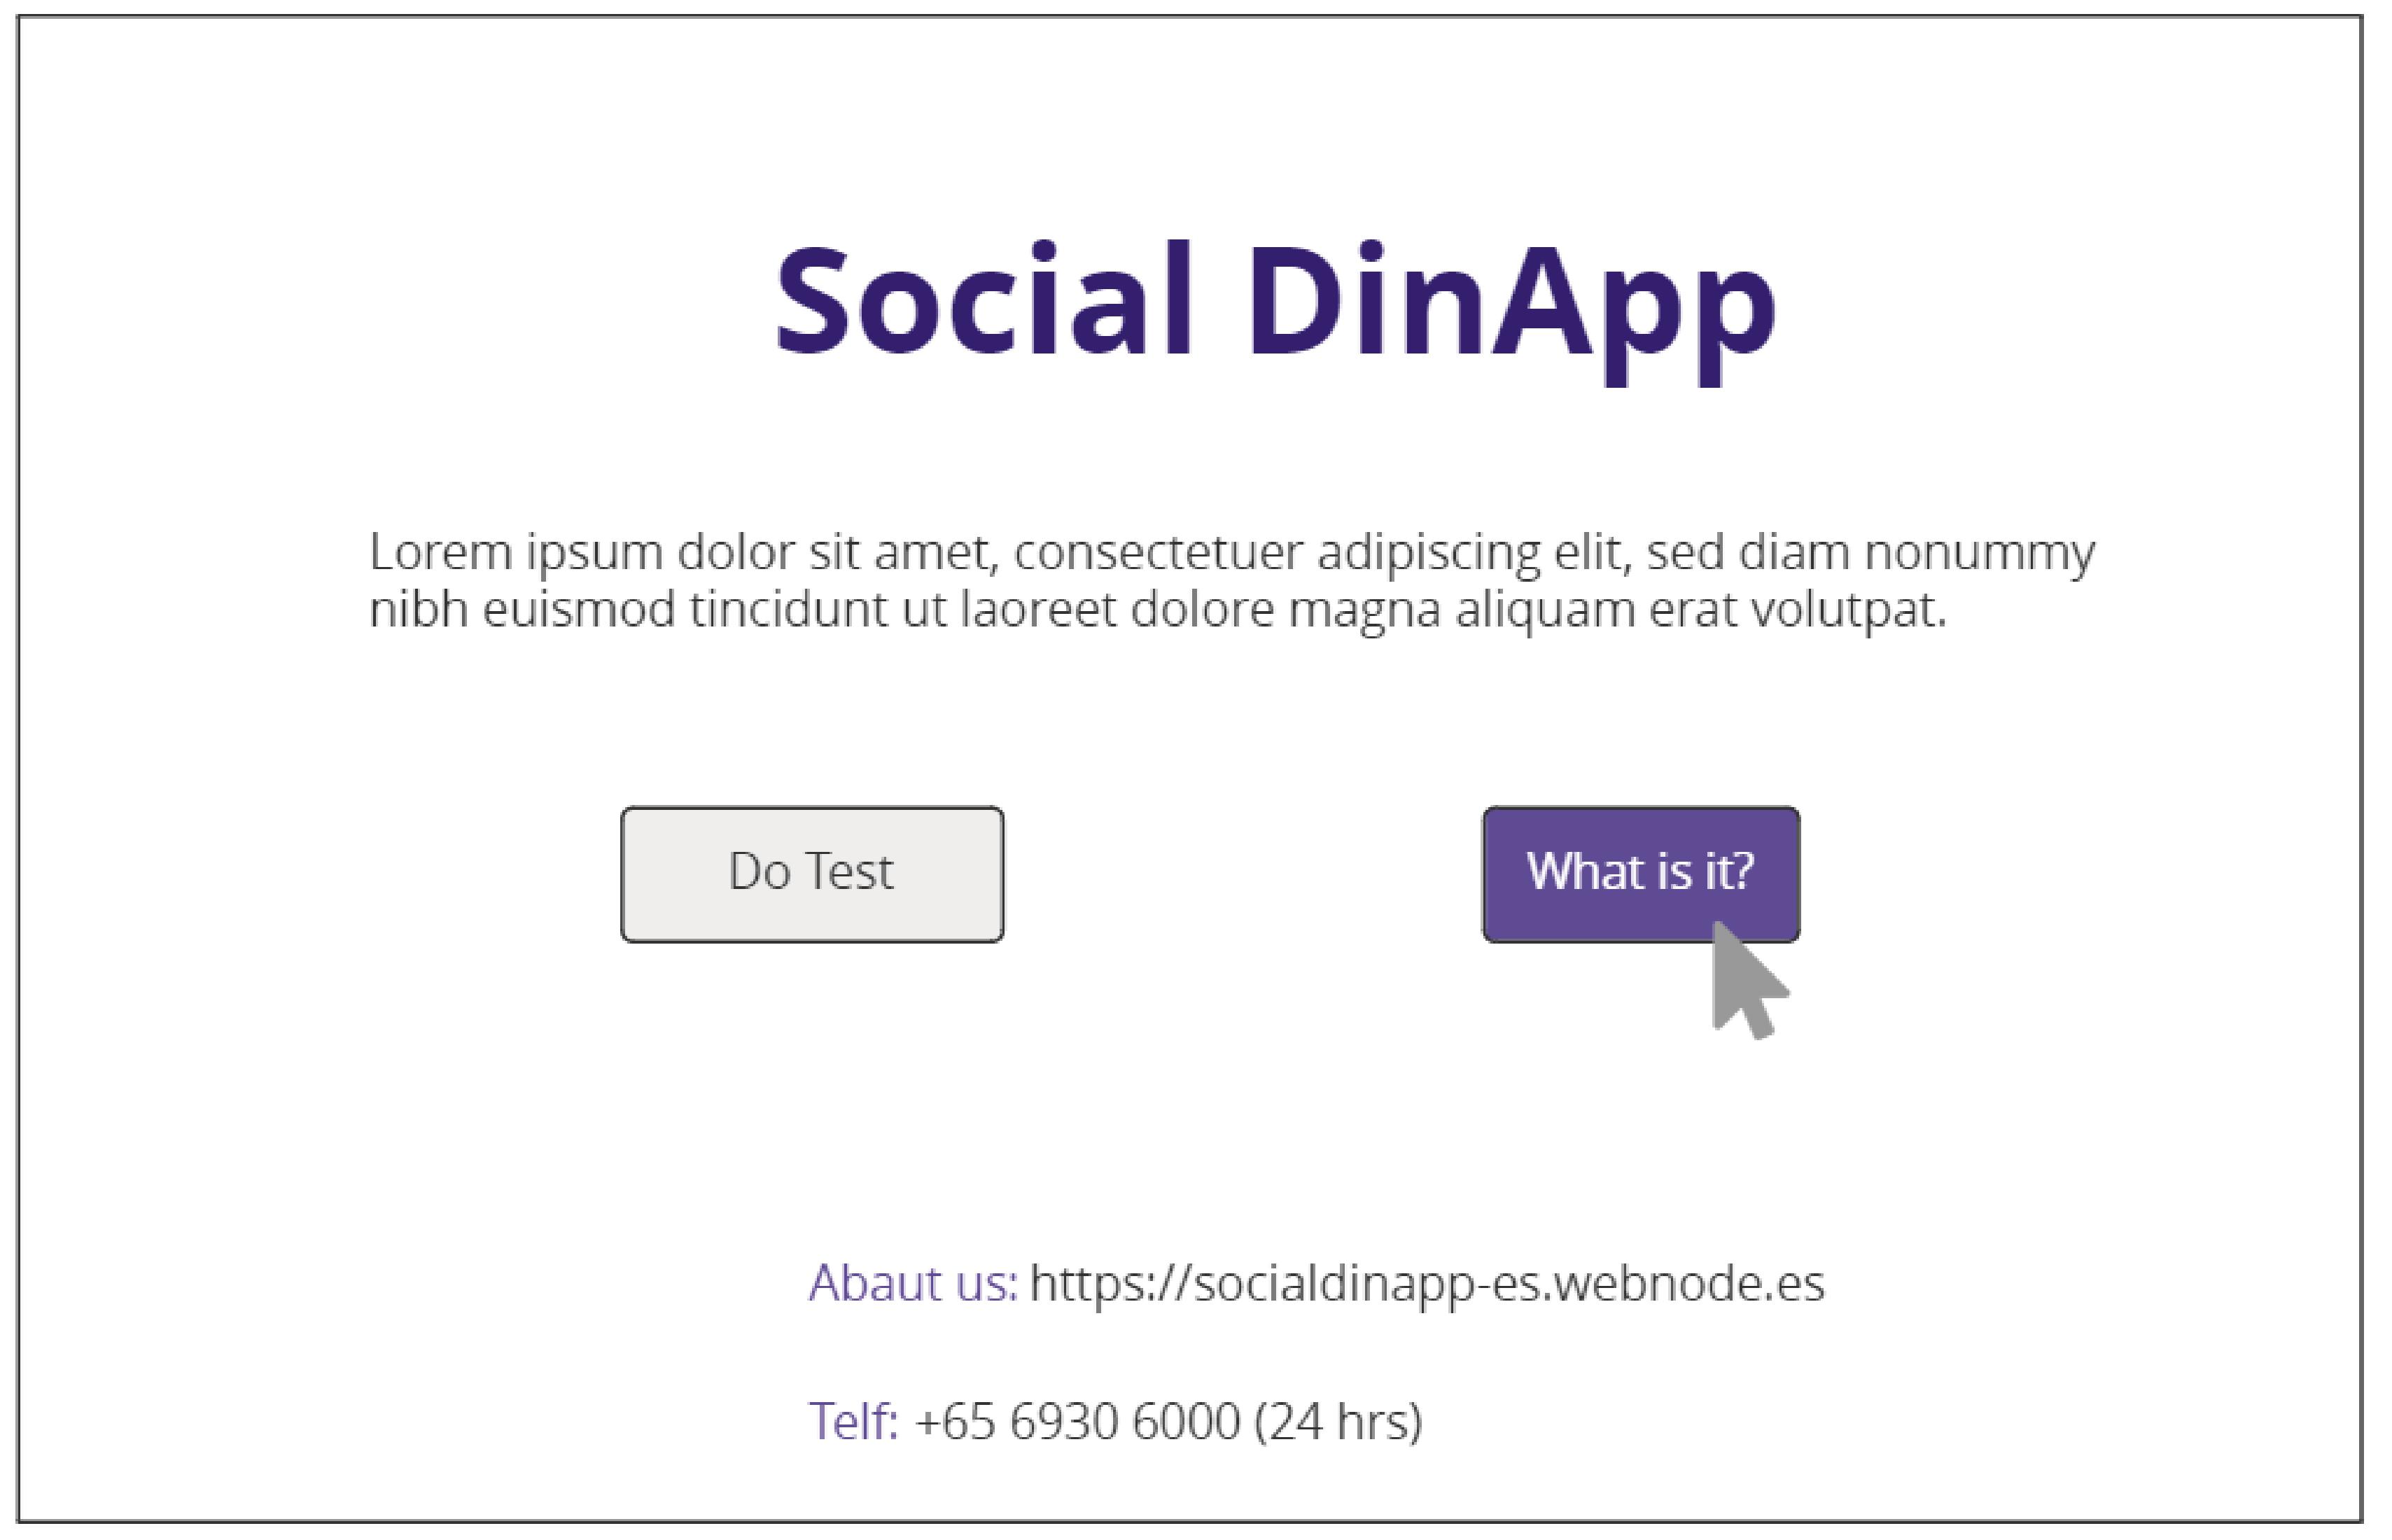 Social DinApp
Lorem ipsum dolor sit amet, consectetuer adipiscing elit, sed diam nonummy
nibh euismod tincidunt ut laoreet dolore magna aliquam erat volutpat.
Do Test
What is it?
Abaut us: https://socialdinapp-es.webnode.es
Telf: +65 6930 6000 (24 hrs)